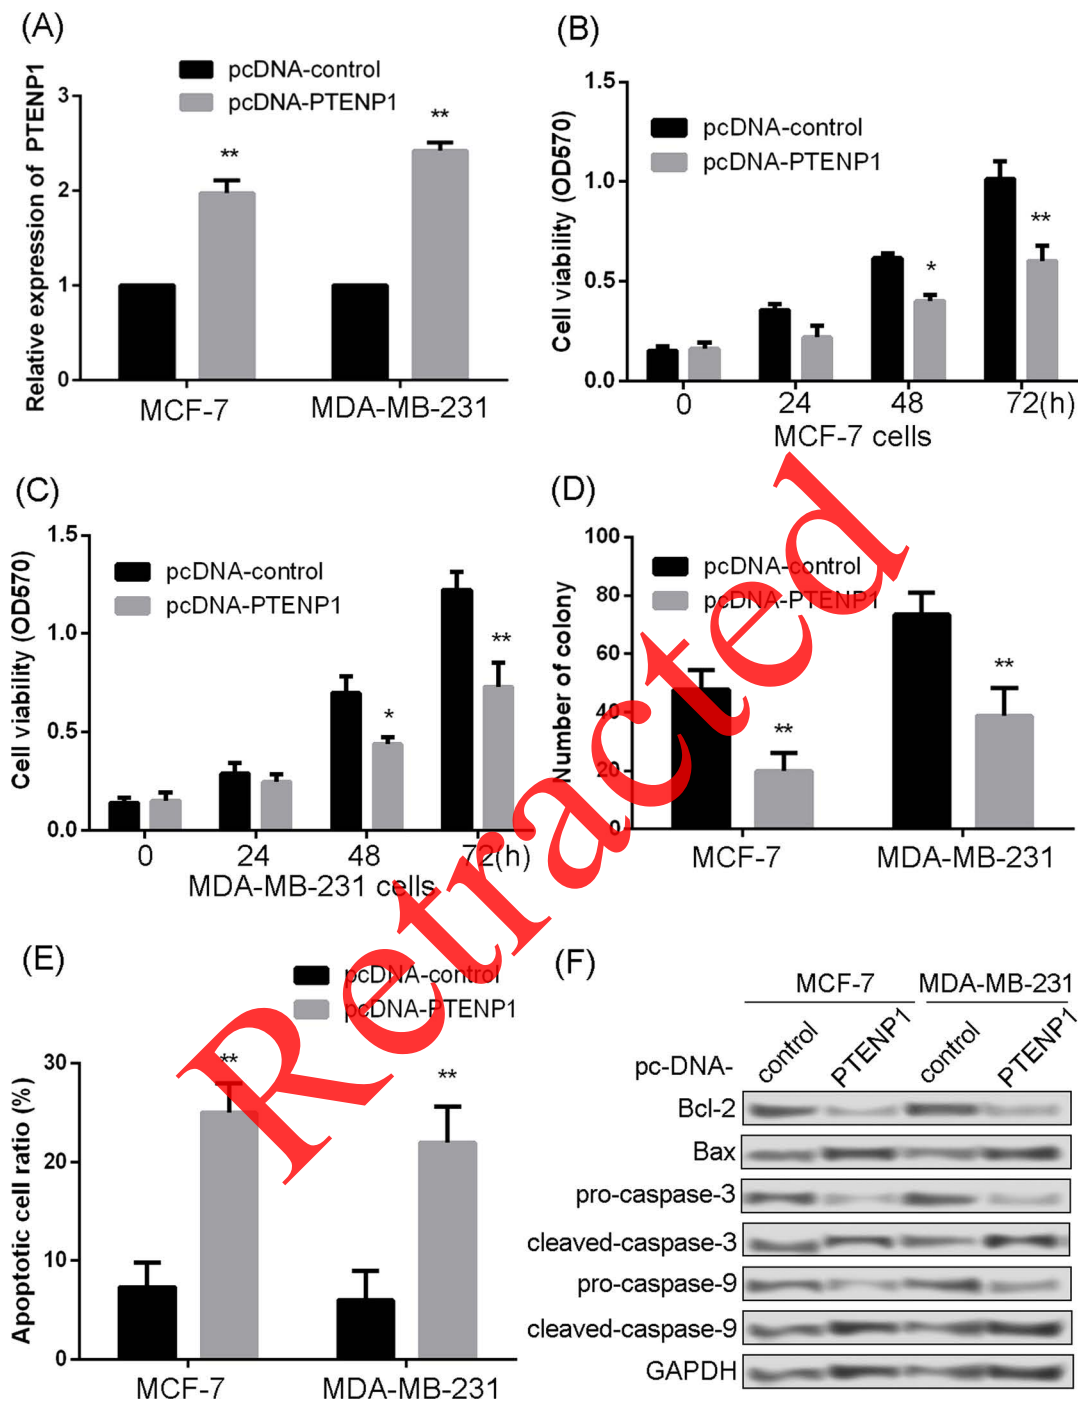 (A)
pcDNA-control
pcDNA-PTENP1
Relative expression of PTENP1
3
2
1
0
**
**
MCF-7
MDA-MB-231
(B)
pcDNA-control
pcDNA-PTENP1
Cell viability (OD570)
1.5
1.0
0.5
0.0
*
**
0
24
48
72(h)
MCF-7 cells
(C)
pcDNA-control
pcDNA-PTENP1
Cell viability (OD570)
1.5
1.0
0.5
0.0
*
**
0
24
48
72(h)
MDA-MB-231 cells
(D)
pcDNA-control
pcDNA-PTENP1
Number of colony
100
80
60
40
20
0
**
**
MCF-7
MDA-MB-231
(E)
pcDNA-control
pcDNA-PTENP1
Apoptotic cell ratio (%)
30
20
10
0
**
**
MCF-7
MDA-MB-231
(F)
MCF-7 MDA-MB-231
pc-DNA- control PTENP1 control PTENP1
Bcl-2
Bax
pro-caspase-3
cleaved-caspase-3
pro-caspase-9
cleaved-caspase-9
GAPDH
Retracted